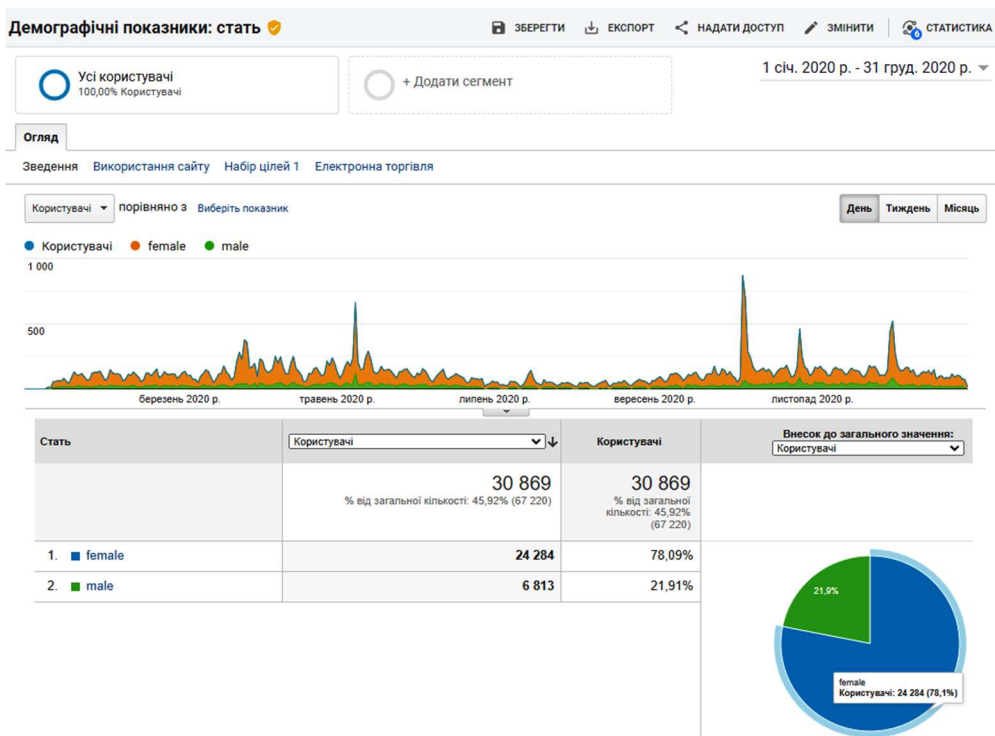 Демографічні показники: стать
ЗБЕРЕГТИ ЕКСПОРТ НАДАТИ ДОСТУП ЗМІНИТИ 6 СТАТИСТИКА
Усі користувачі
100,00% Користувачі
+ Додати сегмент
1 січ. 2020 р. - 31 груд. 2020 р.
Огляд
Зведення Використання сайту Набір цілей 1 Електронна торгівля
Користувачі порівняно з Виберіть показник
День Тиждень Місяць
Користувачі female male
1 000
500
березень 2020 р. травень 2020 р. липень 2020 р. вересень 2020 р. листопад 2020 р.
Стать Користувачі Користувачі
Внесок до загального значення:
Користувачі
30 869
% від загальної кількості: 45,92% (67 220)
30 869
% від загальної
кількості: 45,92%
(67 220)
1. female 24 284 78,09%
2. male 6 813 21,91%
21,9%
female
Користувачі: 24 284 (78,1%)